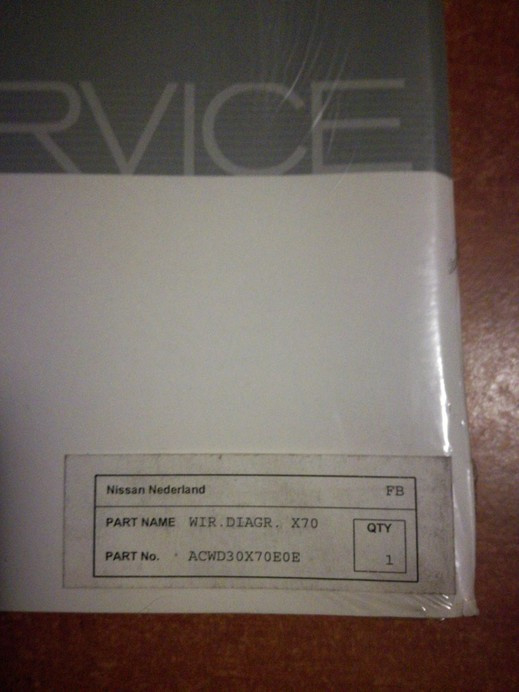 RVICE
Nissan Nederland FB
PART NAME WIR.DIAGR. X70
QTY
PART No. ACWD30X70E0E 1